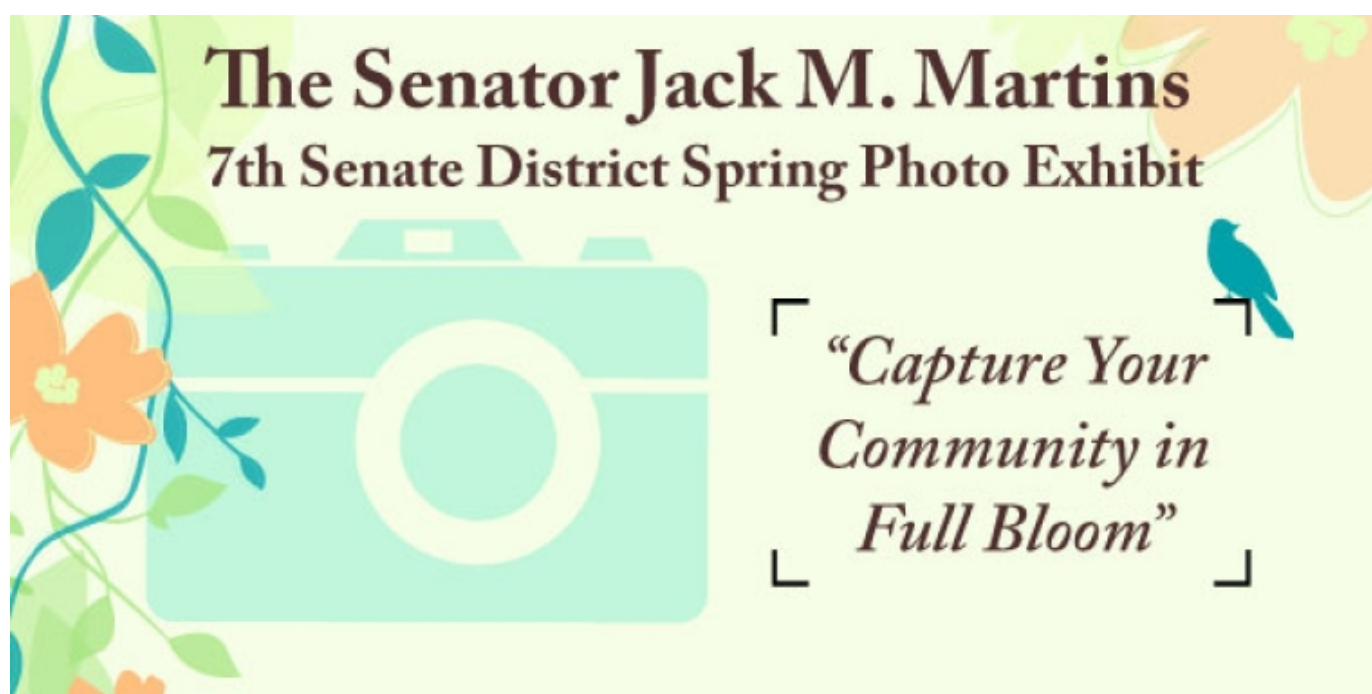 The Senator Jack M. Martins
7th Senate District Spring Photo Exhibit
“Capture Your
Community in
Full Bloom”